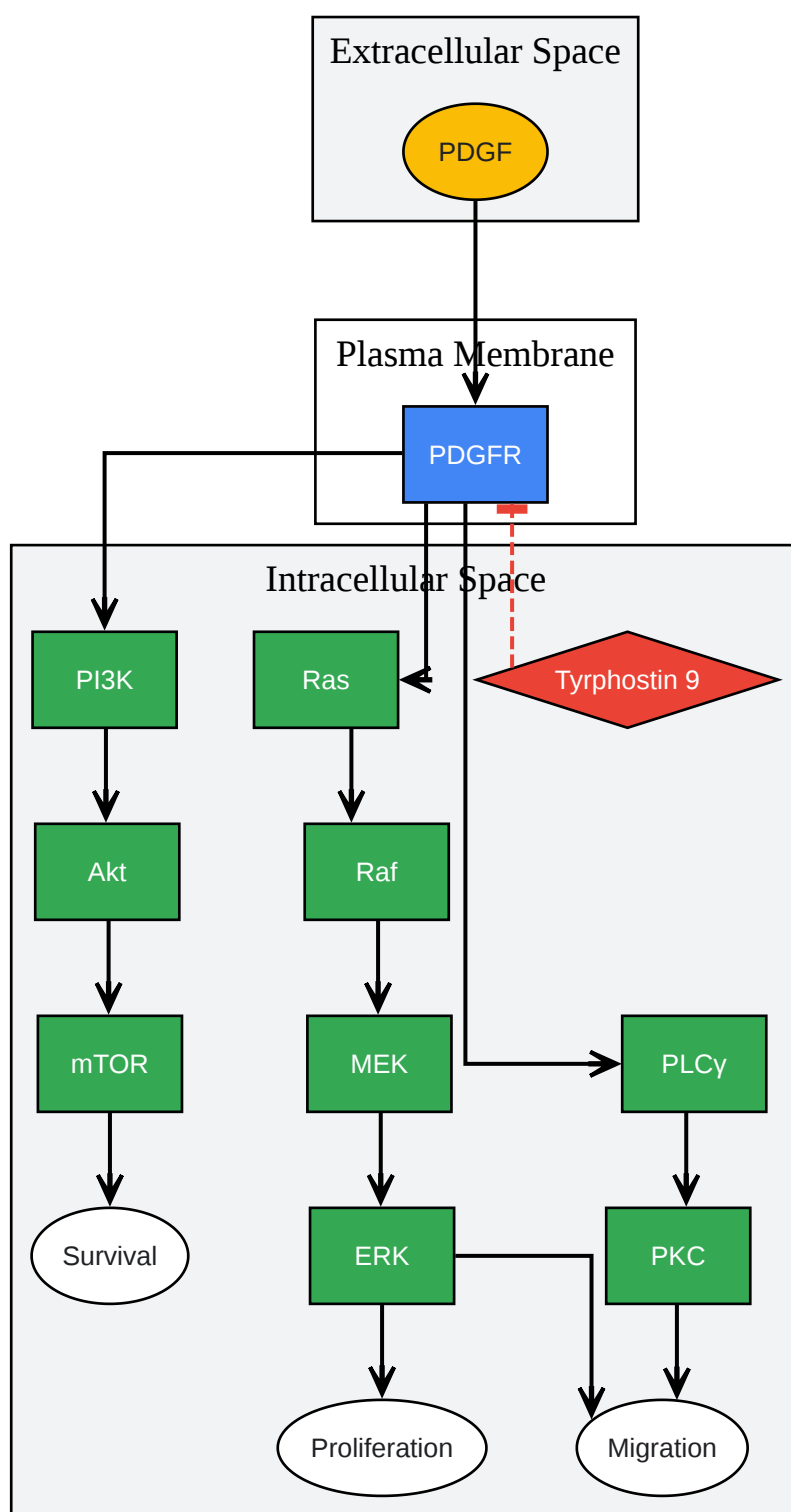 Extracellular Space
PDGF
Plasma Membrane
PDGFR
Intracellular Space
PI3K
Ras
Tyrphostin 9
Akt
Raf
mTOR
MEK
PLCγ
Survival
ERK
PKC
Proliferation
Migration